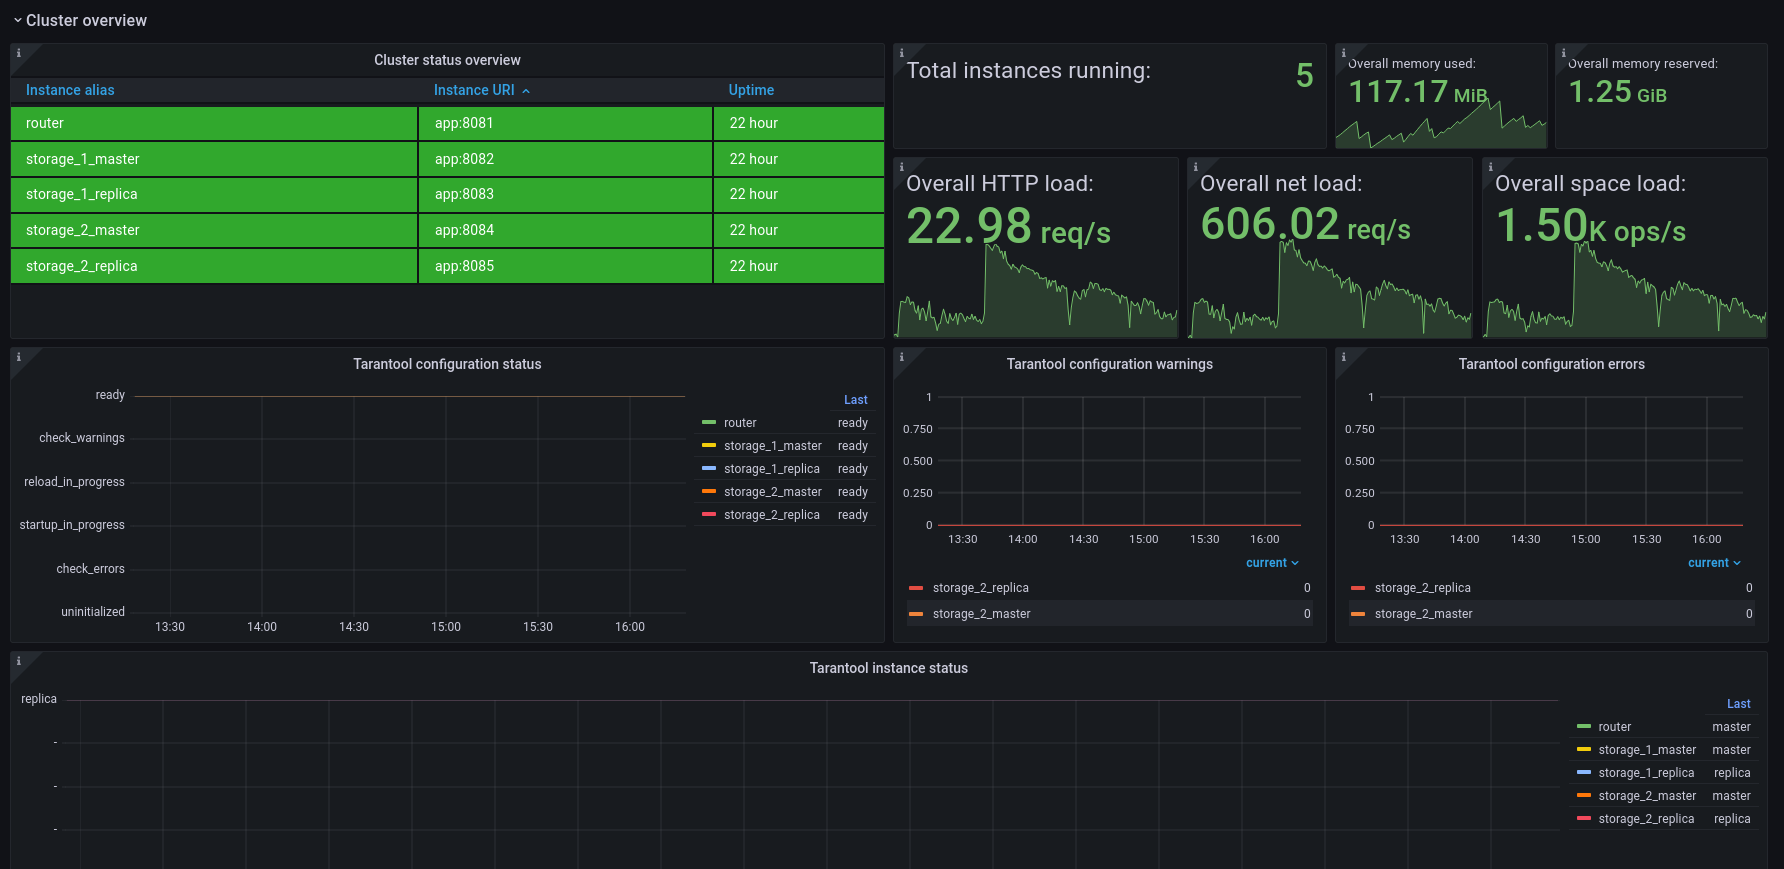 Cluster overview
Cluster status overview
Instance alias Instance URI Uptime
router app:8081 22 hour
storage_1_master app:8082 22 hour
storage_1_replica app:8083 22 hour
storage_2_master app:8084 22 hour
storage_2_replica app:8085 22 hour
Total instances running: 5
Overall memory used:
117.17 MiB
Overall memory reserved:
1.25 GiB
Overall HTTP load:
22.98 req/s
Overall net load:
606.02 req/s
Overall space load:
1.50K ops/s
Tarantool configuration status
ready
check_warnings
reload_in_progress
startup_in_progress
check_errors
uninitialized
13:30 14:00 14:30 15:00 15:30 16:00
Last
router ready
storage_1_master ready
storage_1_replica ready
storage_2_master ready
storage_2_replica ready
Tarantool configuration warnings
1
0.750
0.500
0.250
0
13:30 14:00 14:30 15:00 15:30 16:00
current
storage_2_replica 0
storage_2_master 0
Tarantool configuration errors
1
0.750
0.500
0.250
0
13:30 14:00 14:30 15:00 15:30 16:00
current
storage_2_replica 0
storage_2_master 0
Tarantool instance status
replica
-
-
-
Last
router master
storage_1_master master
storage_1_replica replica
storage_2_master master
storage_2_replica replica